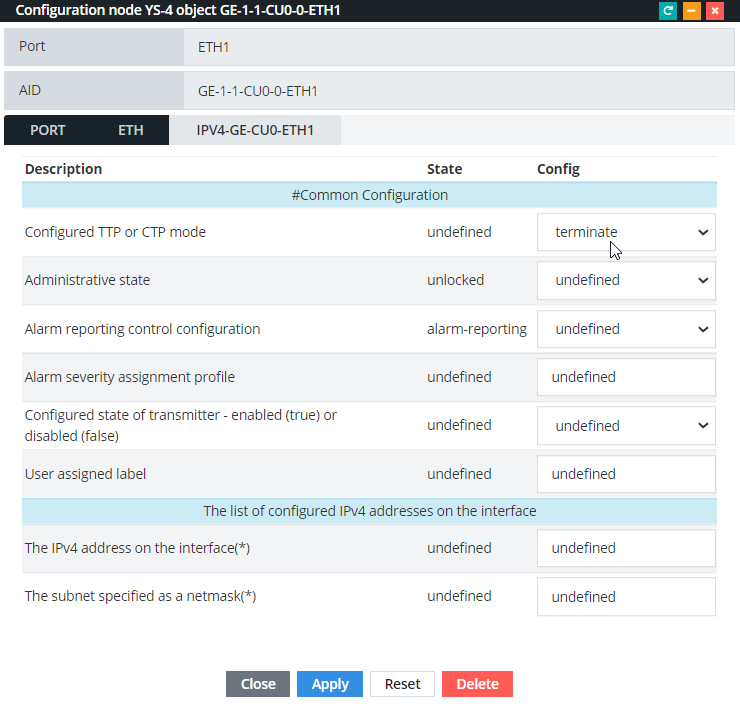 Configuration node YS-4 object GE-1-1-CU0-0-ETH1
Port ETH1
AID GE-1-1-CU0-0-ETH1
PORT ETH IPV4-GE-CU0-ETH1
Description State Config
#Common Configuration
Configured TTP or CTP mode undefined terminate
Administrative state unlocked undefined
Alarm reporting control configuration alarm-reporting undefined
Alarm severity assignment profile undefined undefined
Configured state of transmitter - enabled (true) or
disabled (false) undefined undefined
User assigned label undefined undefined
The list of configured IPv4 addresses on the interface
The IPv4 address on the interface(*) undefined undefined
The subnet specified as a netmask(*) undefined undefined
Close Apply Reset Delete